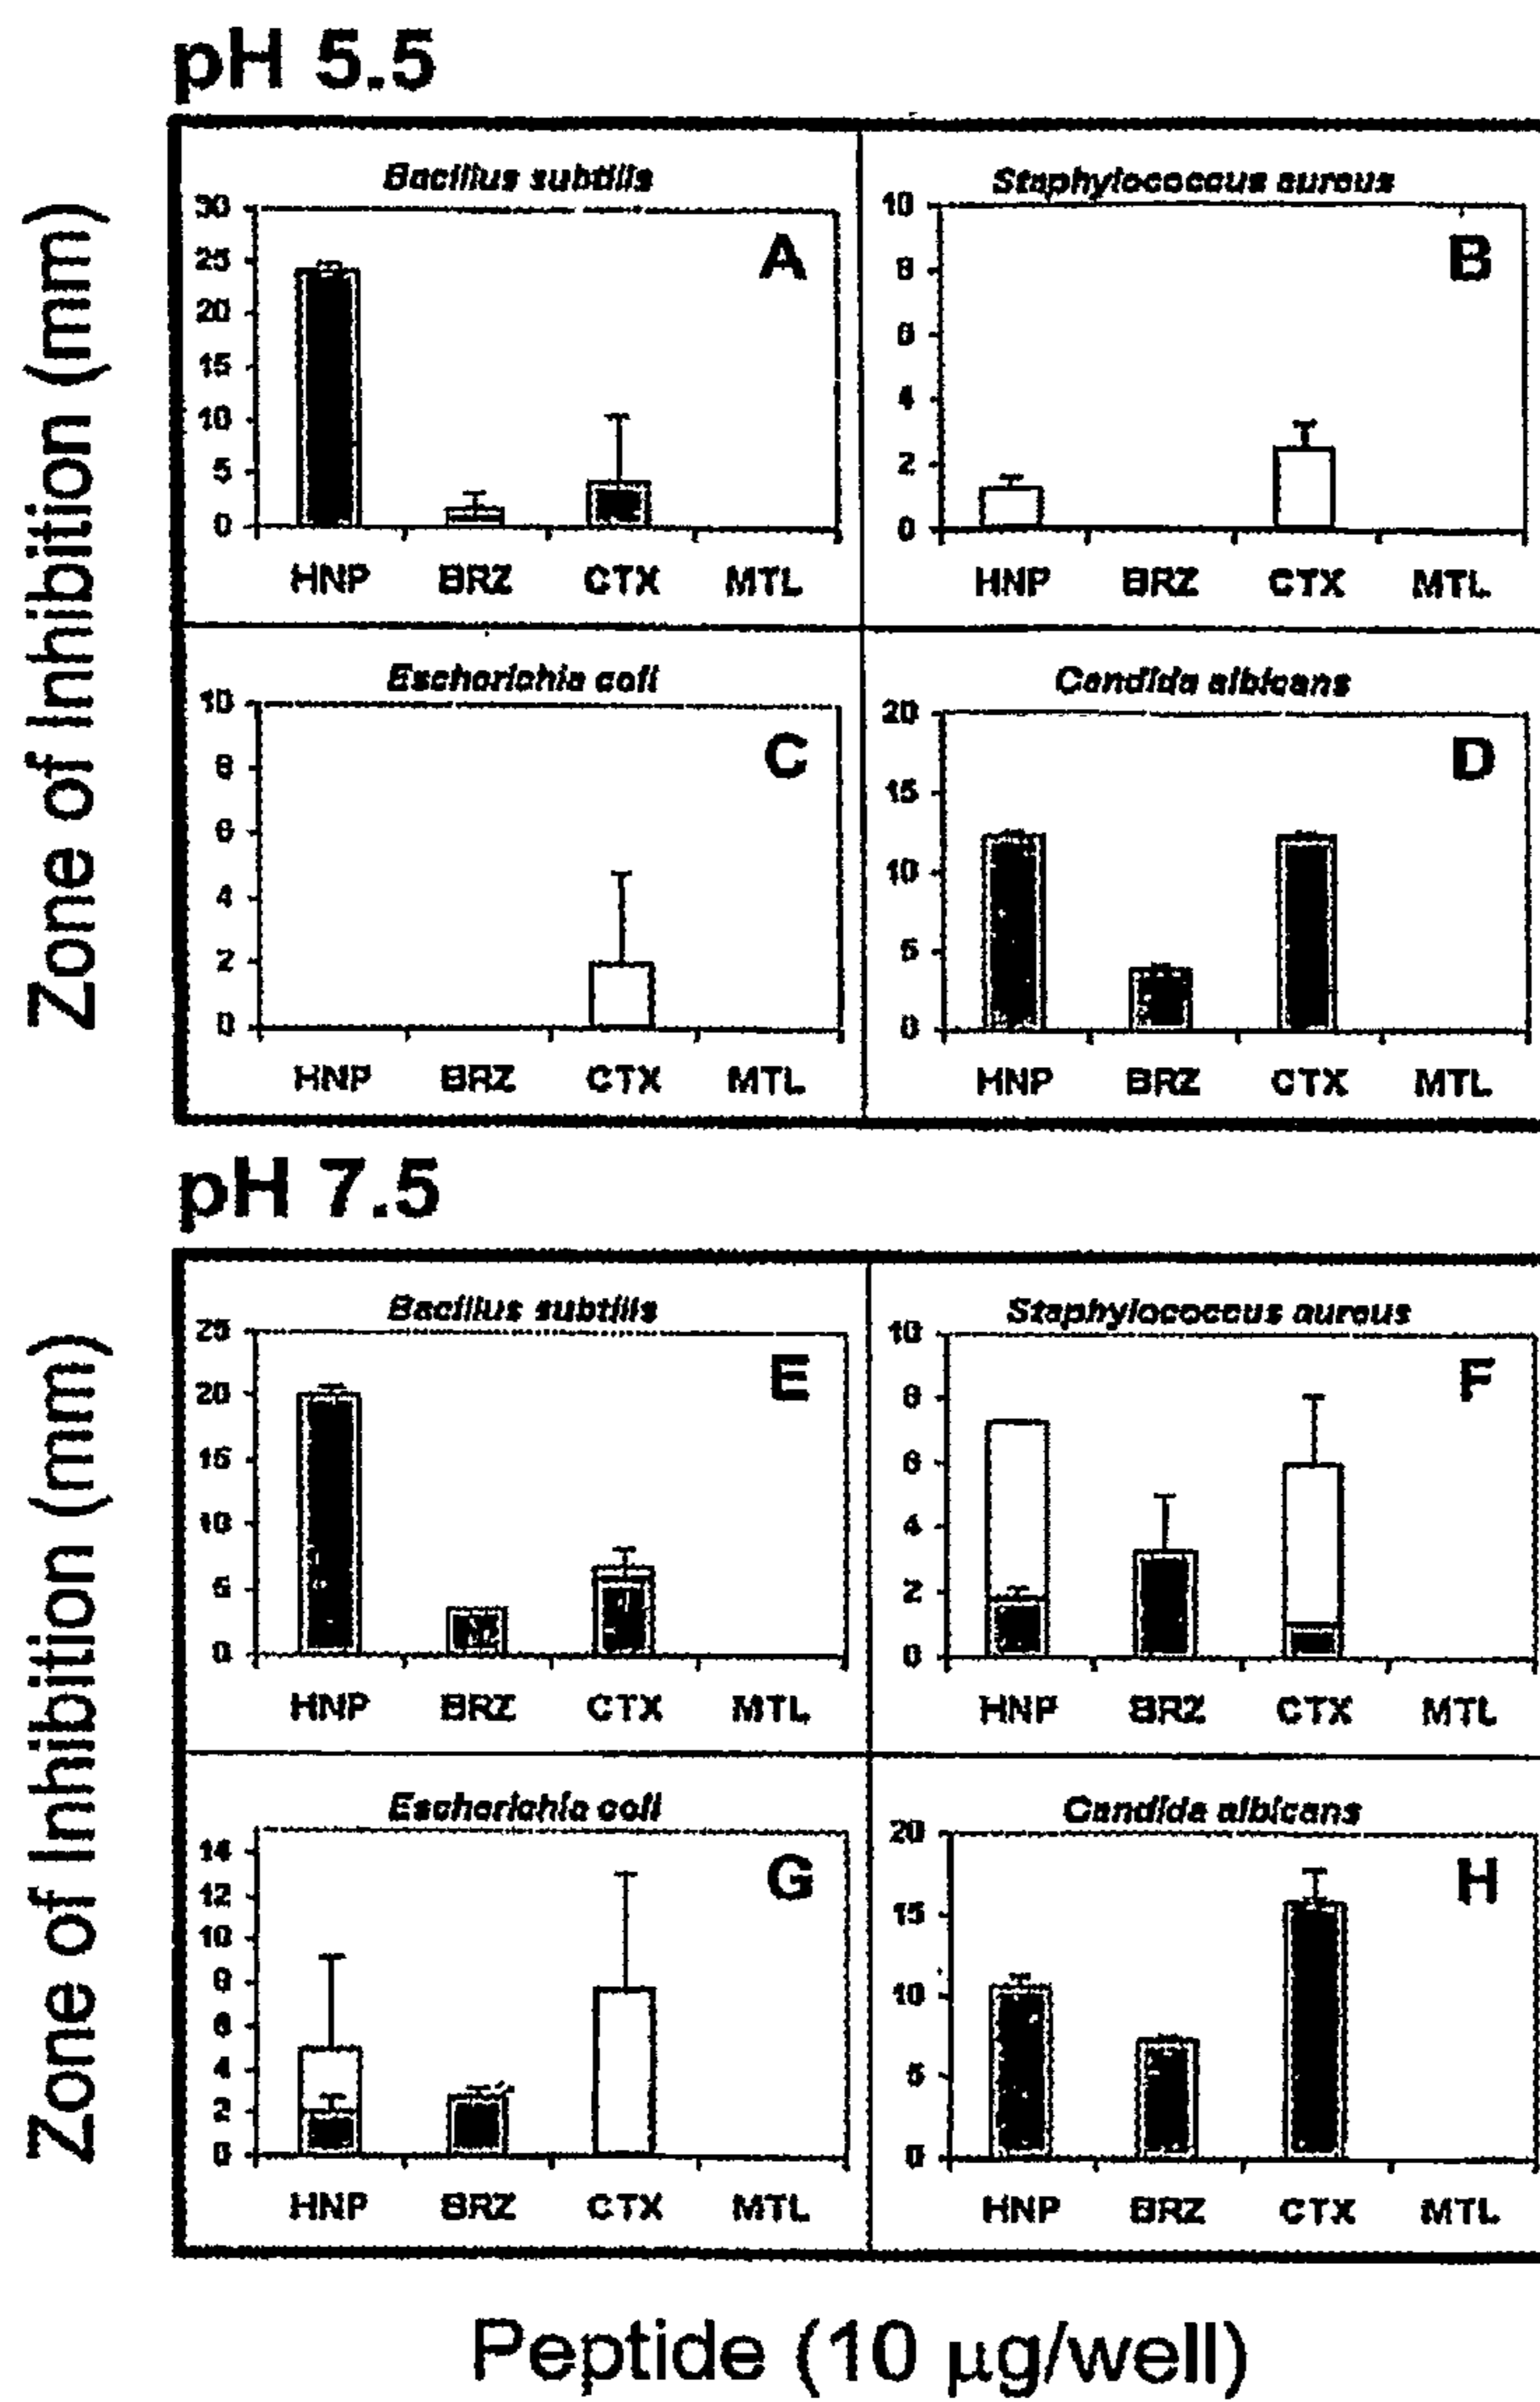 pH 5.5
Zone of Inhibition (mm)
Bacillus subtilis
A
30
25
20
15
10
5
0
HNP BRZ CTX MTL
Staphylococcus aureus
B
10
8
6
4
2
0
HNP BRZ CTX MTL
Escherichia coli
C
10
8
6
4
2
0
HNP BRZ CTX MTL
Candida albicans
D
20
15
10
5
0
HNP BRZ CTX MTL
pH 7.5
Zone of Inhibition (mm)
Bacillus subtilis
E
25
20
15
10
5
0
HNP BRZ CTX MTL
Staphylococcus aureus
F
10
8
6
4
2
0
HNP BRZ CTX MTL
Escherichia coli
G
14
12
10
8
6
4
2
0
HNP BRZ CTX MTL
Candida albicans
H
20
15
10
5
0
HNP BRZ CTX MTL
Peptide (10 µg/well)